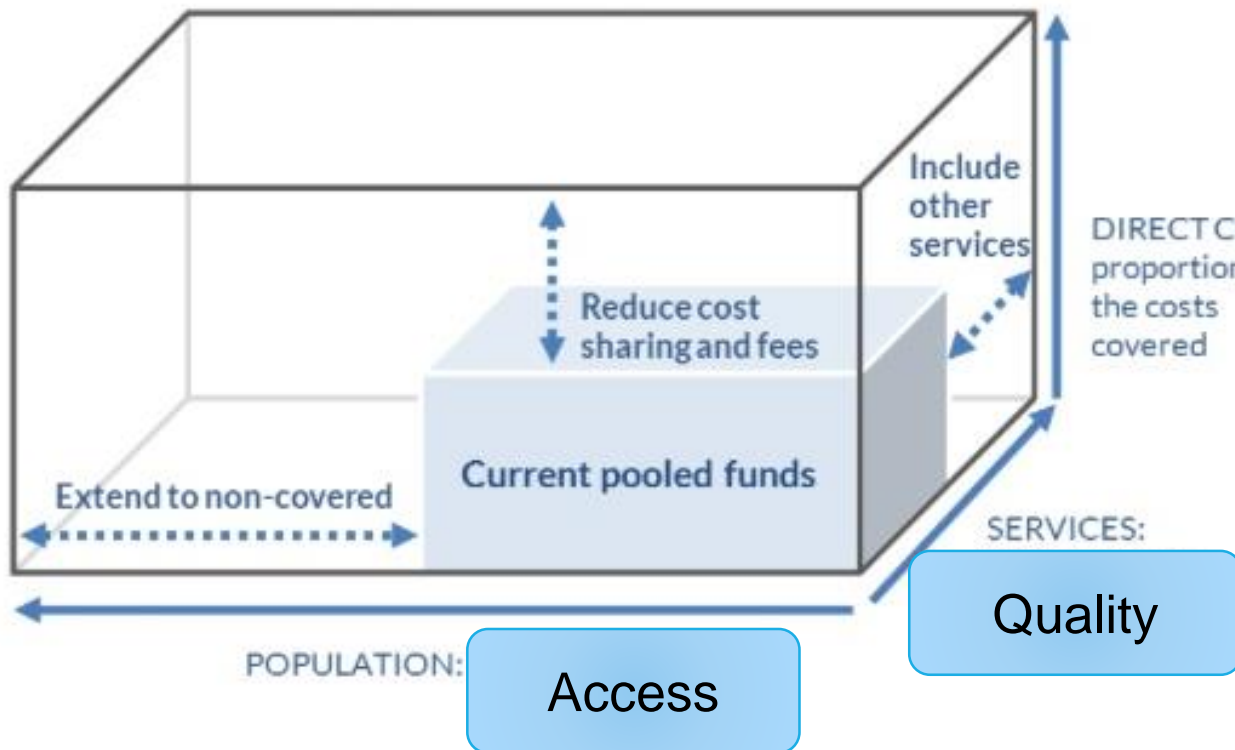 Include
other
services
DIRECT C
proportion
the costs
covered
Reduce cost
sharing and fees
Current pooled funds
Extend to non-covered
SERVICES:
Quality
POPULATION:
Access